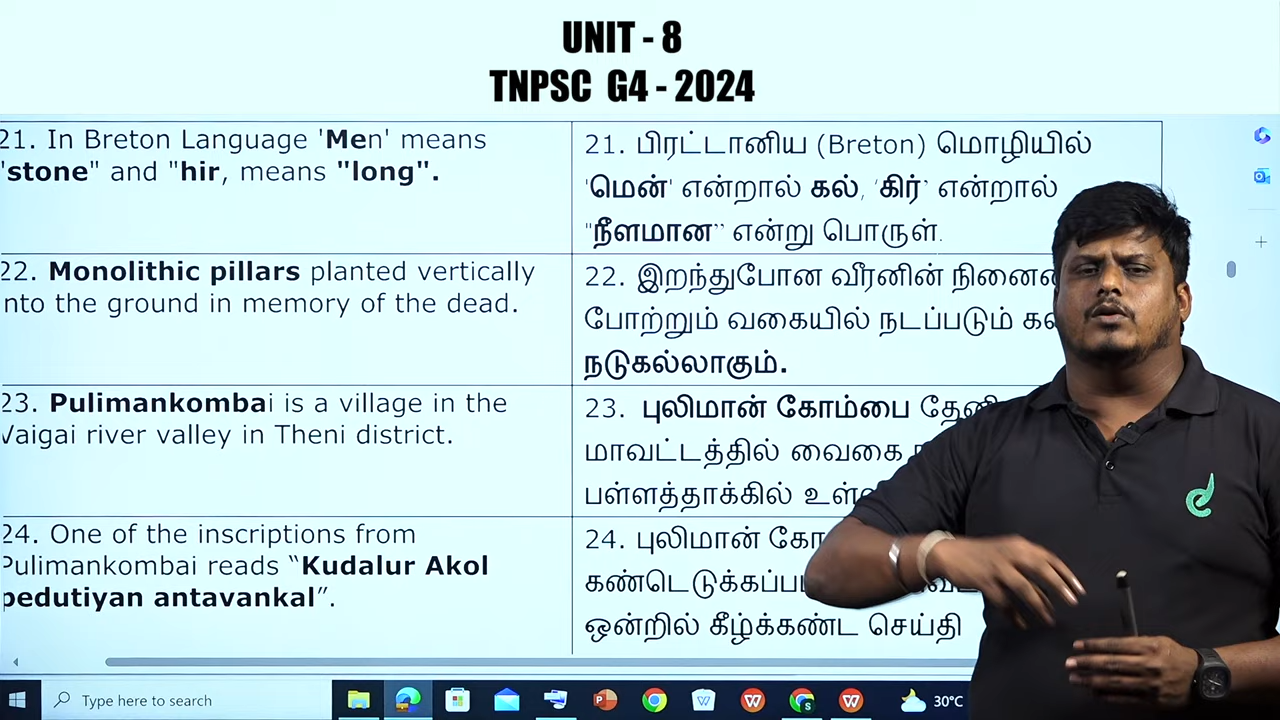 UNIT - 8
TNPSC G4 - 2024
21. In Breton Language 'Men' means
"stone" and "hir, means "long".
21. பிரட்டானிய (Breton) மொழியில்
'மென்' என்றால் கல், ‘கிர்’ என்றால்
"நீளமான” என்று பொருள்.
22. Monolithic pillars planted vertically
into the ground in memory of the dead.
22. இறந்துபோன வீரனின்
போற்றும் வகையில் நடப்படும்
நடுகல்லாகும்.
23. Pulimankombai is a village in the
Vaigai river valley in Theni district.
23. புலிமான் கோம்பை
மாவட்டத்தில் வைகை
பள்ளத்தாக்கில்
24. One of the inscriptions from
Pulimankombai reads “Kudalur Akol
pedutiyan antavankal”.
24. புலிமான்
ஒன்றில் கீழ்க்கண்ட செய்தி
Type here to search
30°C